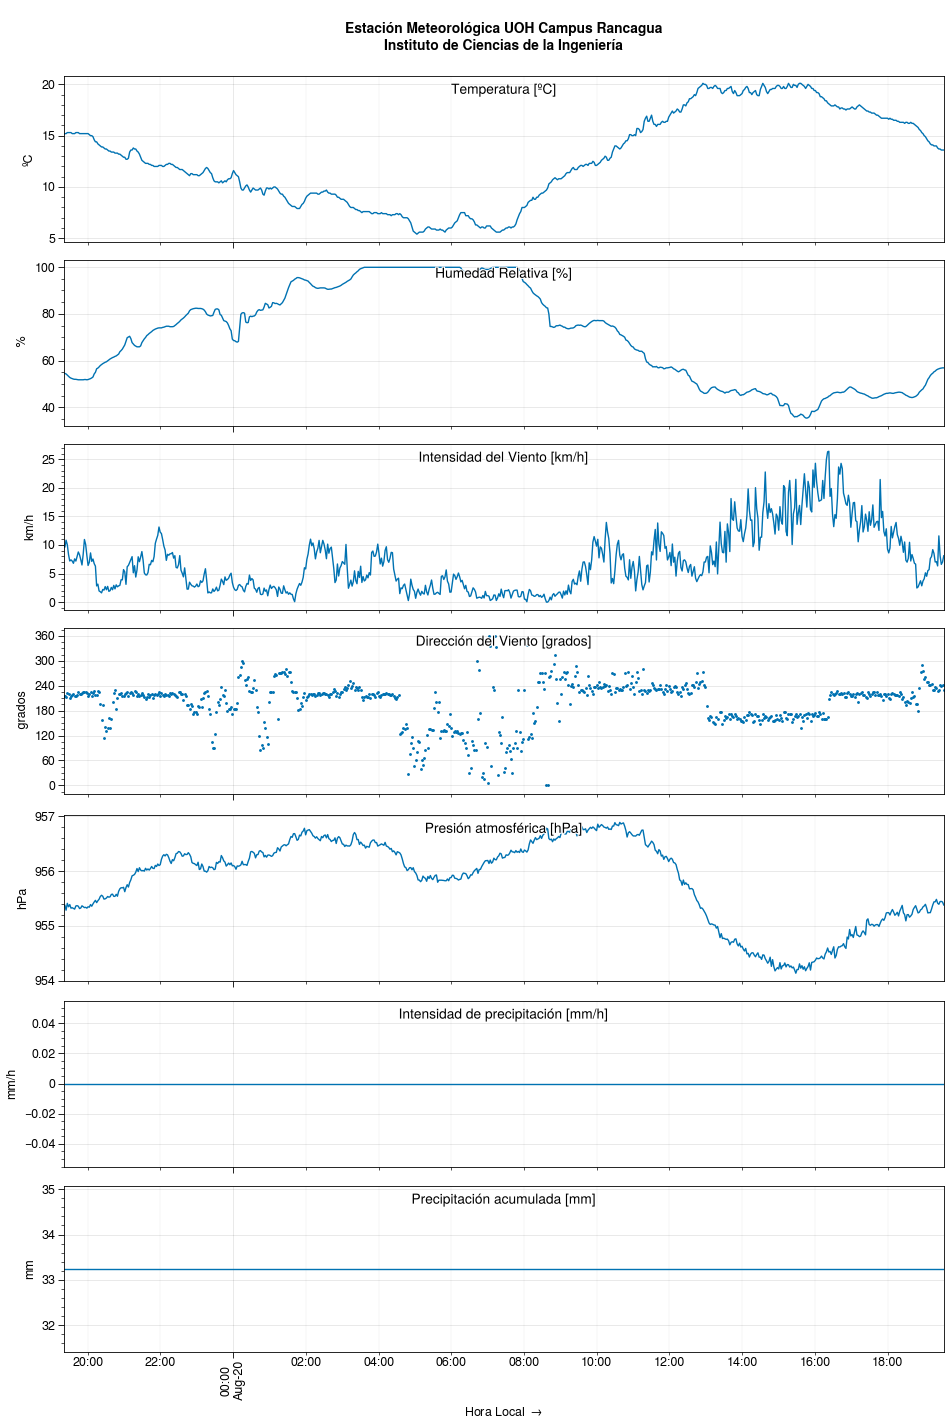 Estación Meteorológica UOH Campus Rancagua
Instituto de Ciencias de la Ingeniería
Temperatura [ºC]
ºC
20
15
10
5
Humedad Relativa [%]
%
100
80
60
40
Intensidad del Viento [km/h]
km/h
25
20
15
10
5
0
Dirección del Viento [grados]
grados
360
300
240
180
120
60
0
Presión atmosférica [hPa]
hPa
957
956
955
954
Intensidad de precipitación [mm/h]
mm/h
0.04
0.02
0
−0.02
−0.04
Precipitación acumulada [mm]
mm
35
34
33
32
20:00 22:00 00:00 02:00 04:00 06:00 08:00 10:00 12:00 14:00 16:00 18:00
Aug-20
Hora Local →